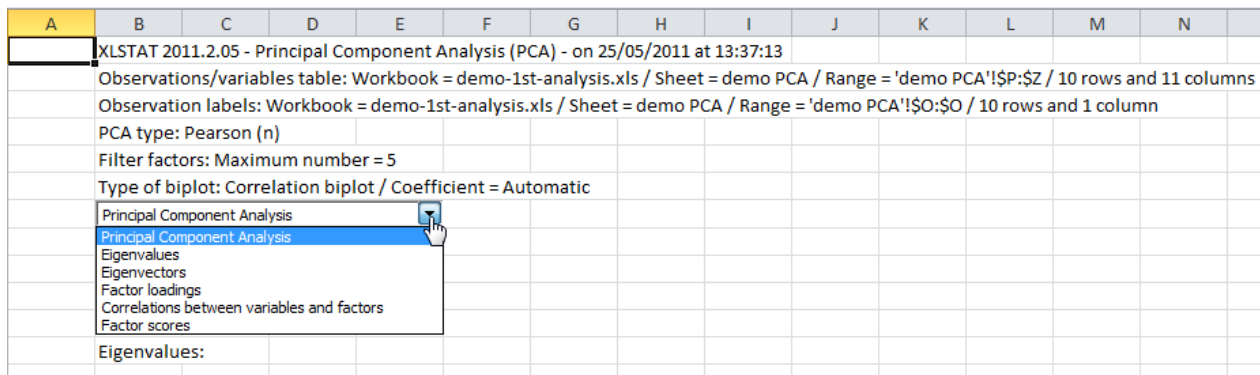 A B C D E F G H I J K L M N
XLSTAT 2011.2.05 - Principal Component Analysis (PCA) - on 25/05/2011 at 13:37:13
Observations/variables table: Workbook = demo-1st-analysis.xls / Sheet = demo PCA / Range = 'demo PCA'!$P:$Z / 10 rows and 11 columns
Observation labels: Workbook = demo-1st-analysis.xls / Sheet = demo PCA / Range = 'demo PCA'!$O:$O / 10 rows and 1 column
PCA type: Pearson (n)
Filter factors: Maximum number = 5
Type of biplot: Correlation biplot / Coefficient = Automatic
Principal Component Analysis
Principal Component Analysis
Eigenvalues
Eigenvectors
Factor loadings
Correlations between variables and factors
Factor scores
Eigenvalues: